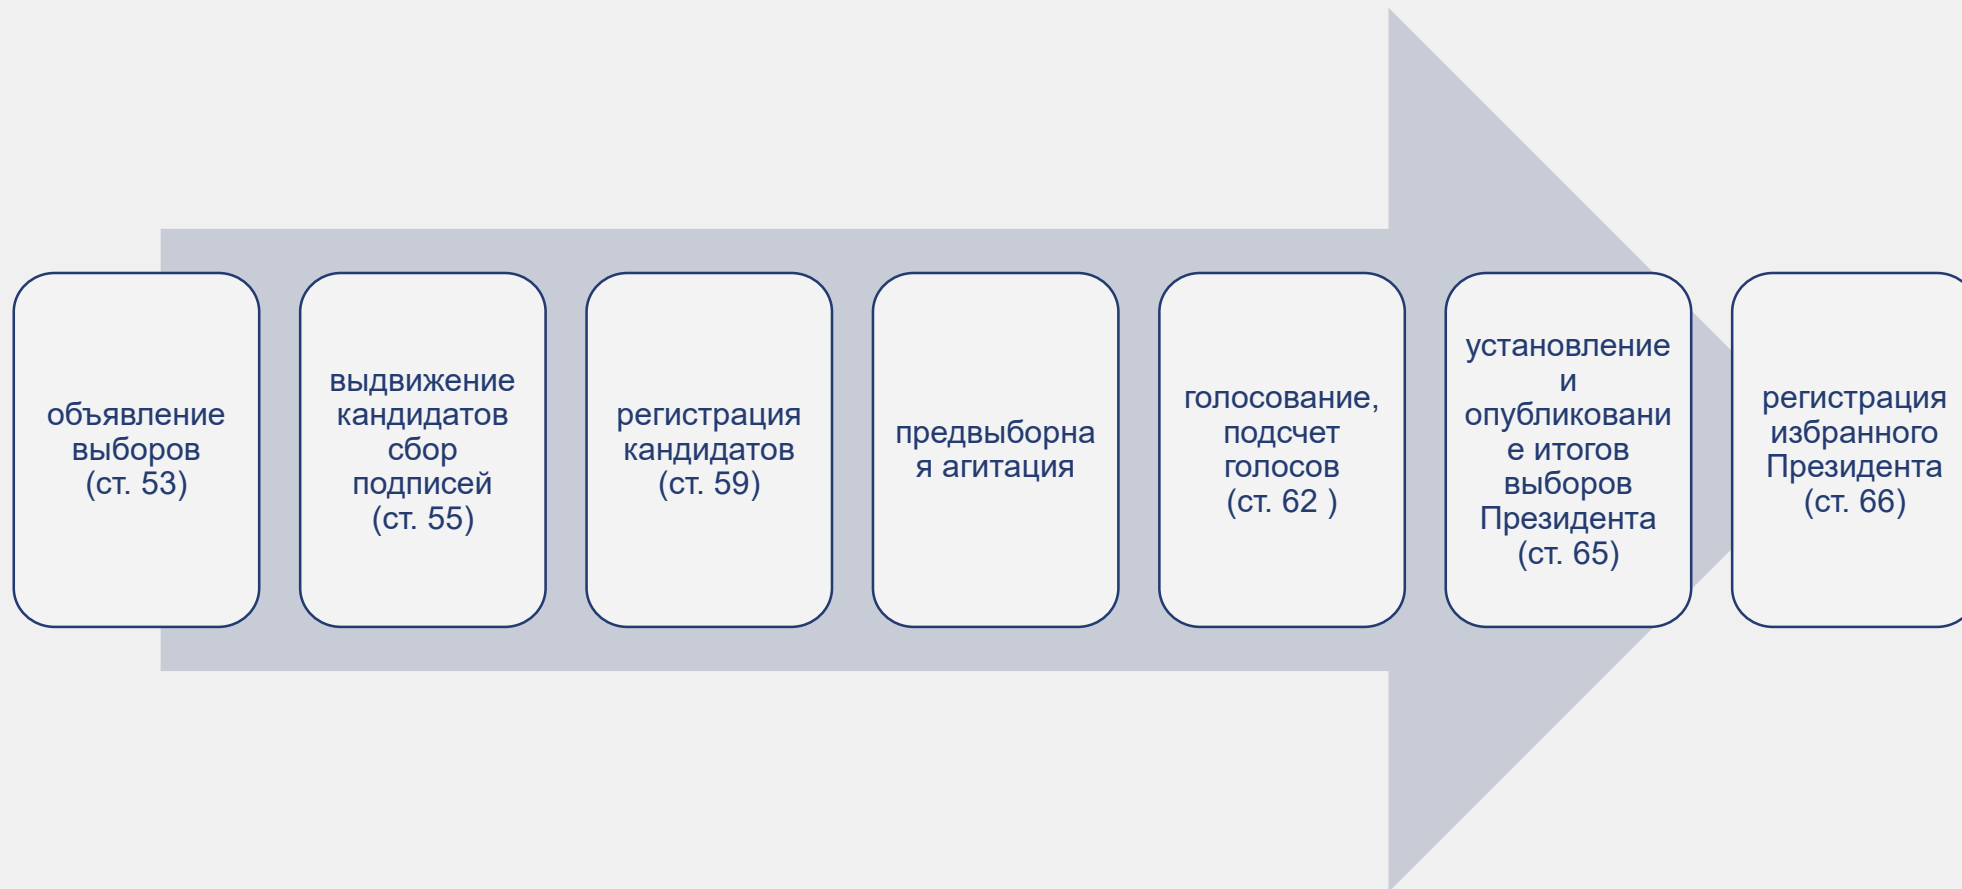 объявление
выборов
(ст. 53)
выдвижение
кандидатов
сбор
подписей
(ст. 55)
регистрация
кандидатов
(ст. 59)
предвыборна
я агитация
голосование,
подсчет
голосов
(ст. 62 )
установление
и
опубликовани
е итогов
выборов
Президента
(ст. 65)
регистрация
избранного
Президента
(ст. 66)